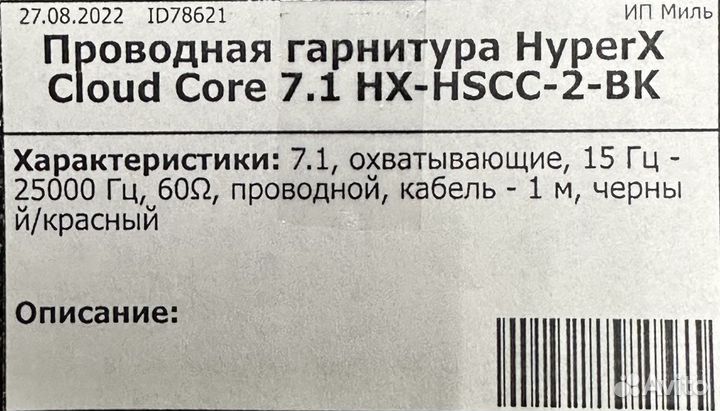 27.08.2022 ID78621 ИП Миль
Проводная гарнитура HyperX
Cloud Core 7.1 HX-HSCC-2-BK
Характеристики: 7.1, охватывающие, 15 Гц -
25000 Гц, 60Ω, проводной, кабель - 1 м, черны
й/красный
Описание:
Avito